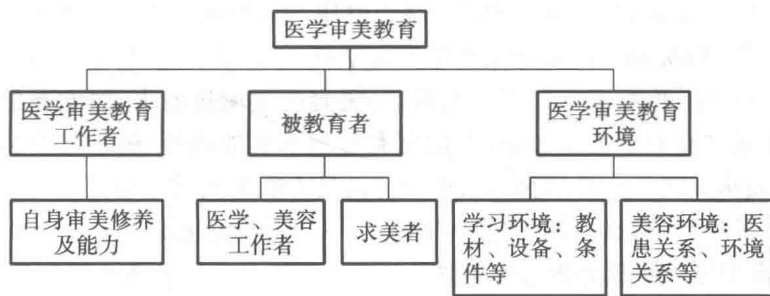 医学审美教育
医学审美教育
工作者
被教育者
医学审美教育
环境
自身审美修养
及能力
医学、美容
工作者
求美者
学习环境：教
材、设备、条
件等
美容环境：医
患关系、环境
关系等